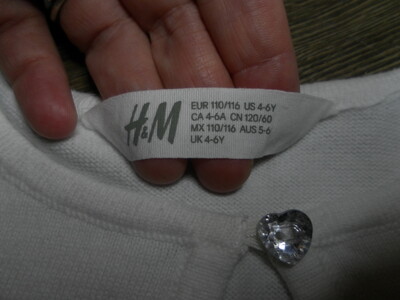 H&M
EUR 110/116 US 4-6Y
CA 4-6A CN 120/60
MX 110/116 AUS 5-6
UK 4-6Y